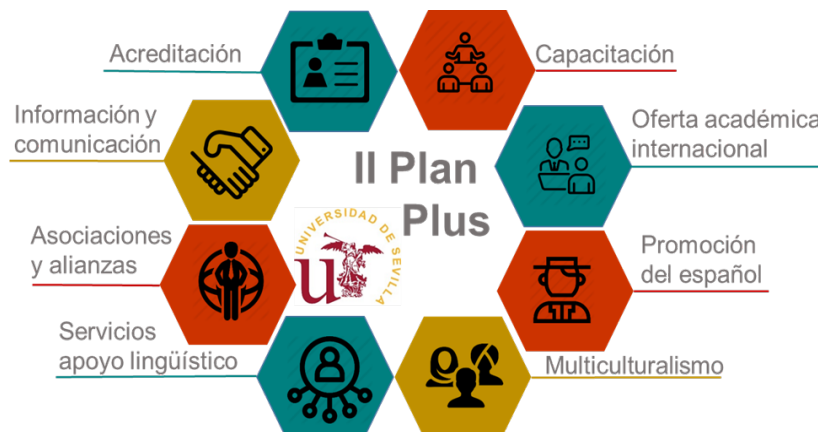 Acreditación
Capacitación
Información y
comunicación
Oferta académica
internacional
II Plan
Plus
UNIVERSIDAD DE SEVILLA
u
Asociaciones
y alianzas
Promoción
del español
Servicios
apoyo lingüístico
Multiculturalismo